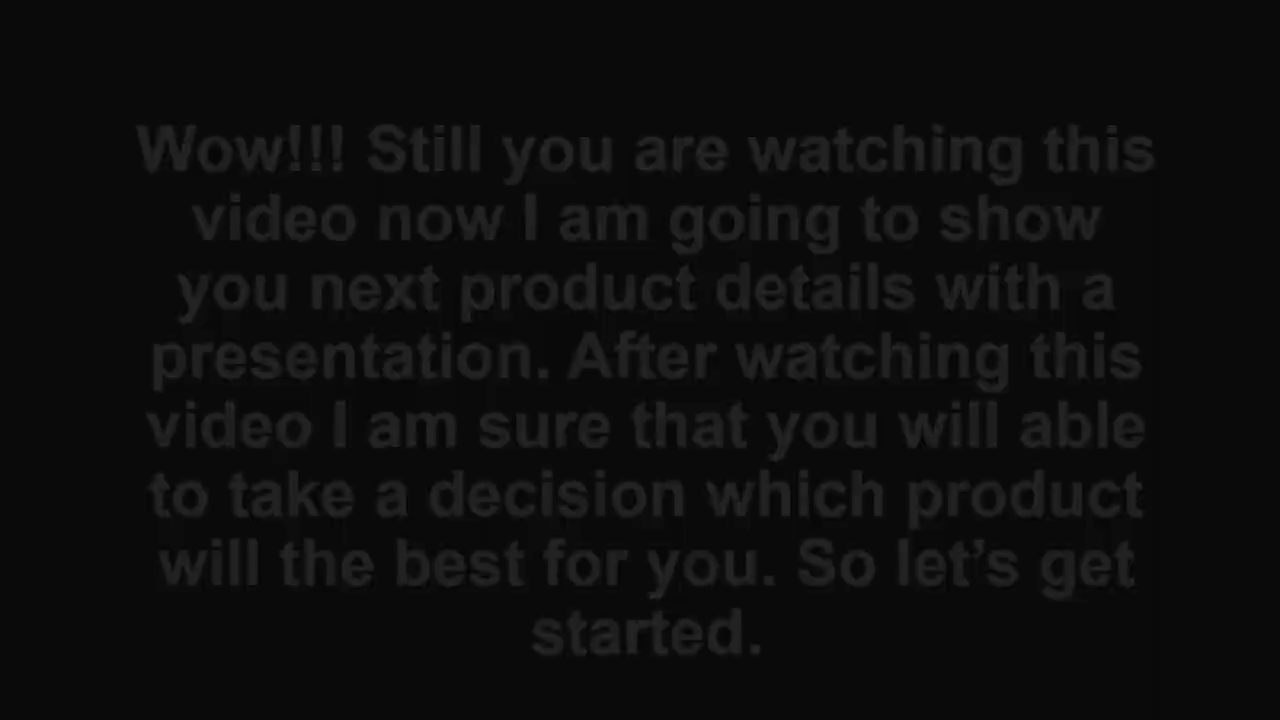 Wow!!! Still you are watching this
video now I am going to show
you next product details with a
presentation. After watching this
video I am sure that you will able
to take a decision which product
will the best for you. So let’s get
started.